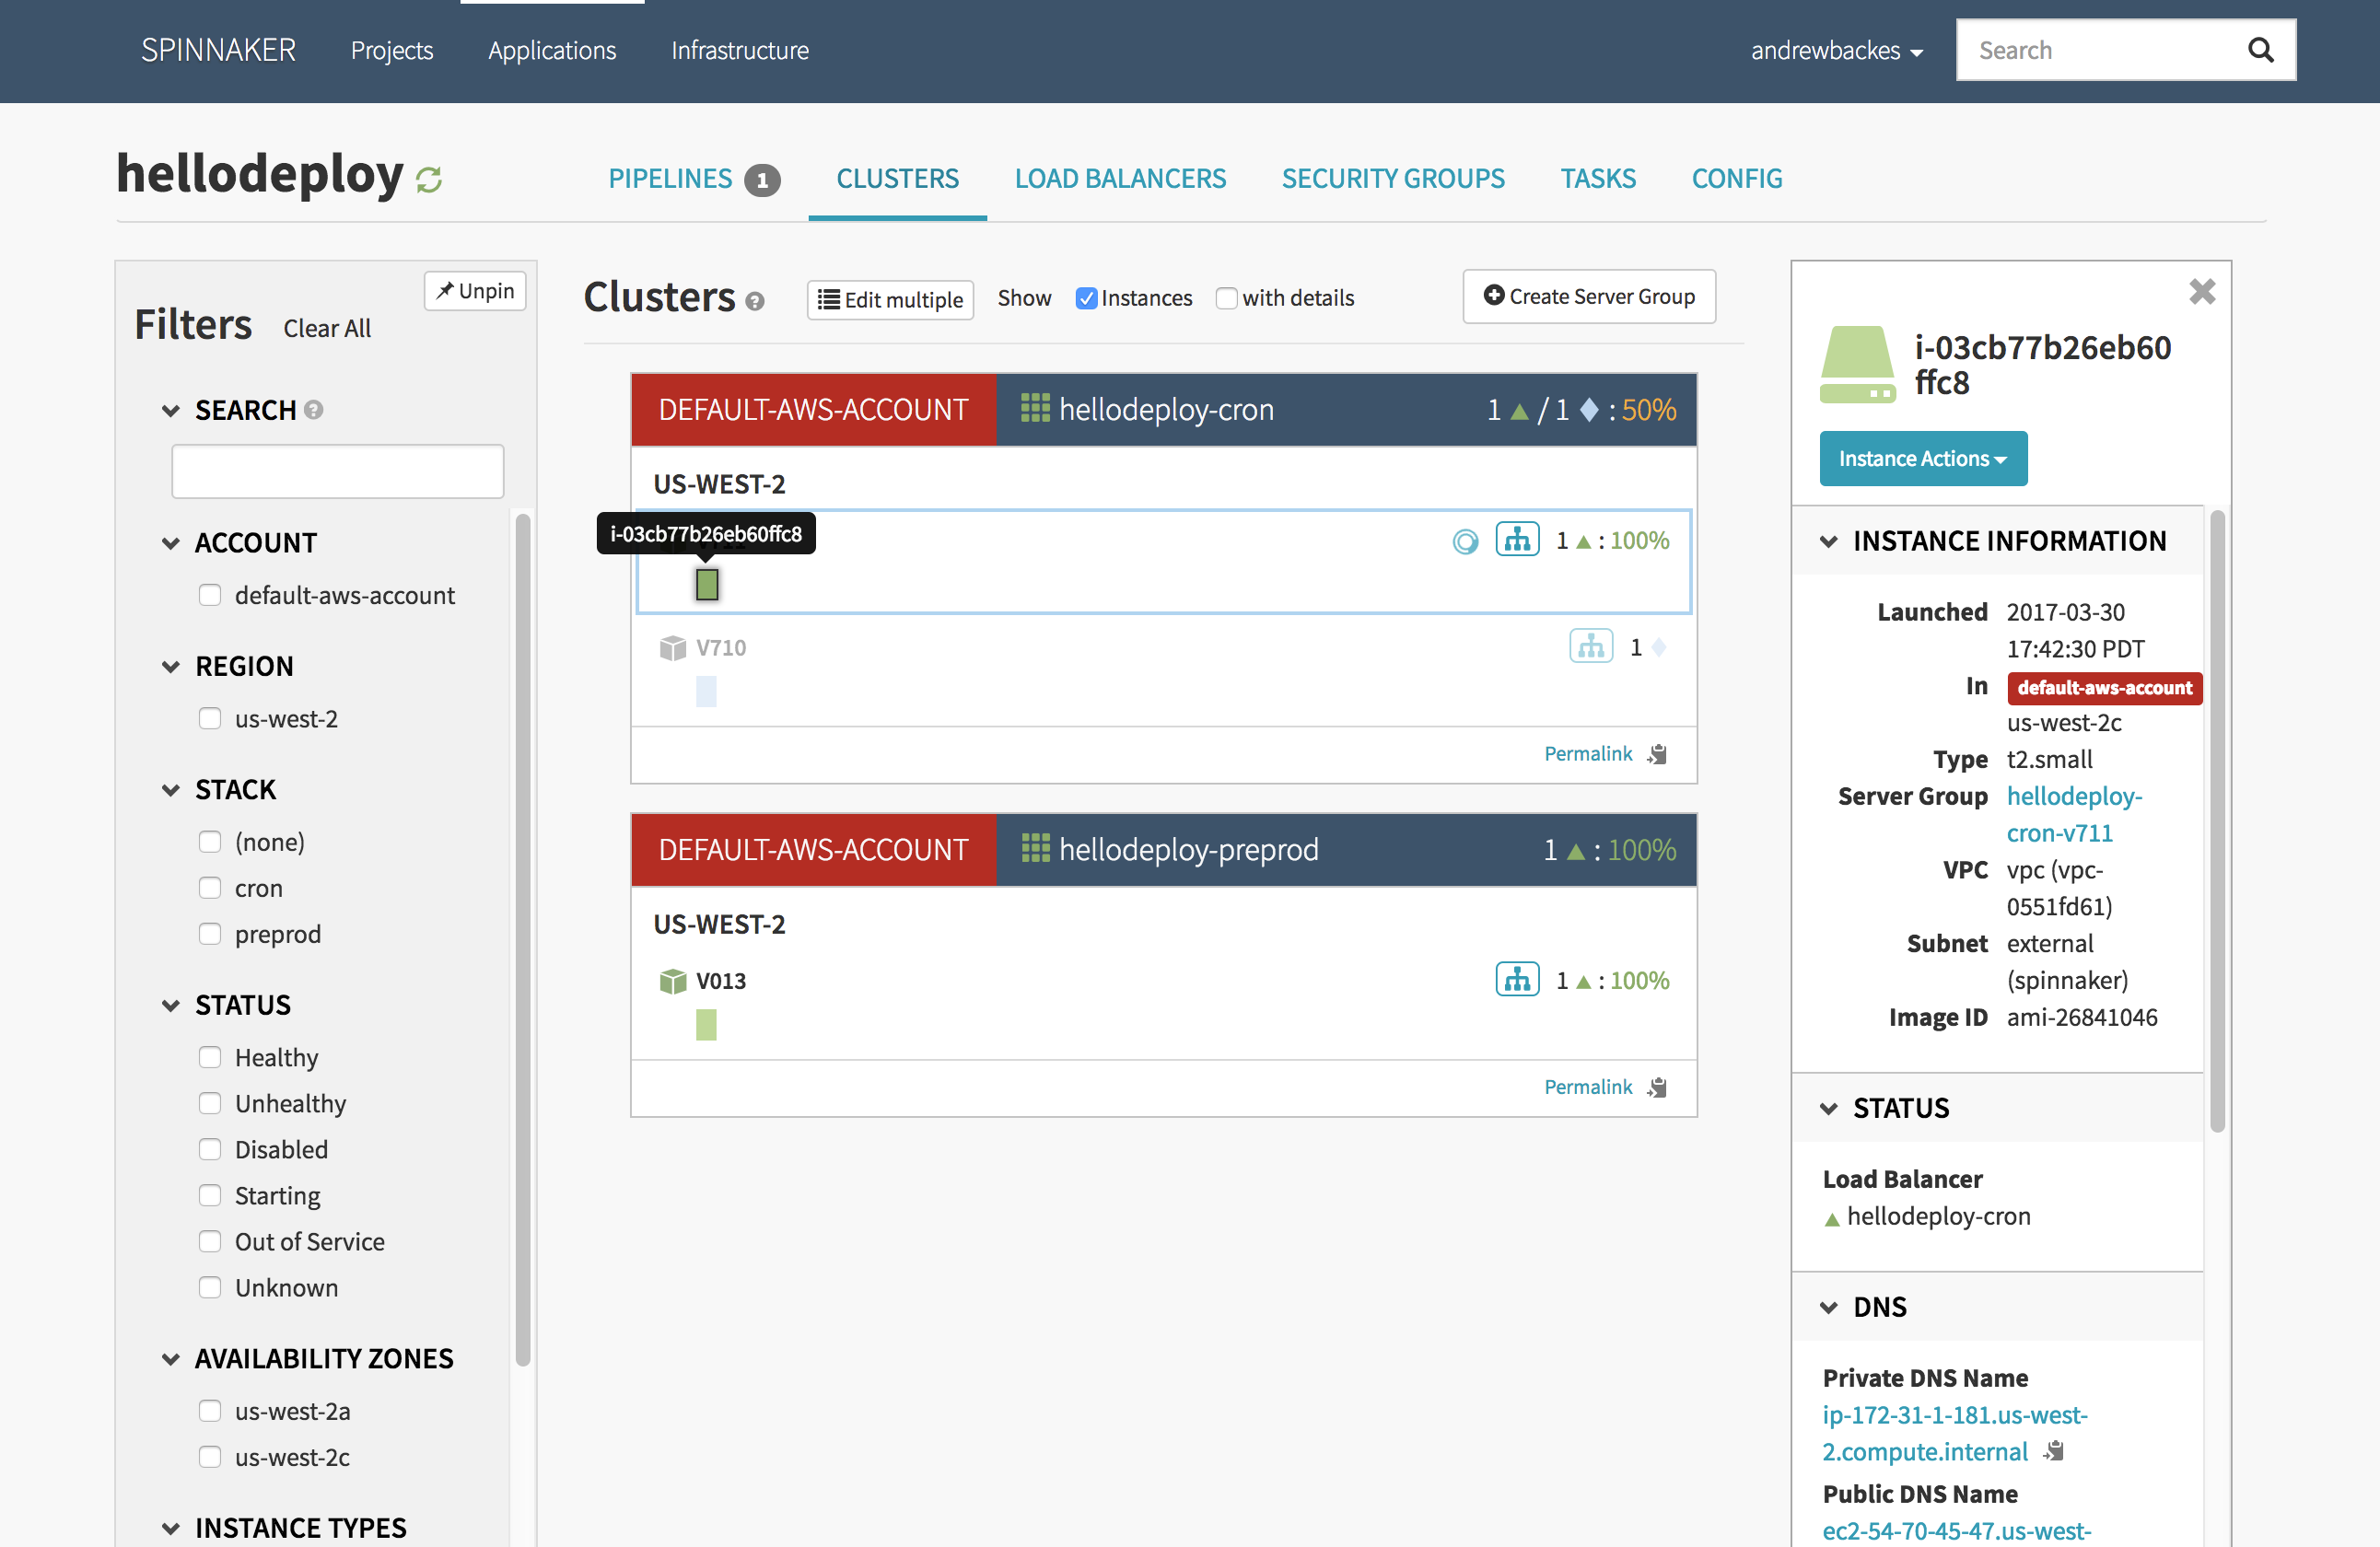 SPINNAKER Projects Applications Infrastructure andrewbackes Search
hellodeploy PIPELINES 1 CLUSTERS LOAD BALANCERS SECURITY GROUPS TASKS CONFIG
Unpin
Filters Clear All
SEARCH ?
ACCOUNT
default-aws-account
REGION
us-west-2
STACK
(none)
cron
preprod
STATUS
Healthy
Unhealthy
Disabled
Starting
Out of Service
Unknown
AVAILABILITY ZONES
us-west-2a
us-west-2c
INSTANCE TYPES
Clusters ? Edit multiple Show Instances with details Create Server Group
DEFAULT-AWS-ACCOUNT hellodeploy-cron 1 / 1 : 50%
US-WEST-2
i-03cb77b26eb60ffc8 1 : 100%
V710 1
Permalink
DEFAULT-AWS-ACCOUNT hellodeploy-preprod 1 : 100%
US-WEST-2
V013 1 : 100%
Permalink
i-03cb77b26eb60
ffc8
Instance Actions
INSTANCE INFORMATION
Launched 2017-03-30
17:42:30 PDT
In default-aws-account
us-west-2c
Type t2.small
Server Group hellodeploy-
cron-v711
VPC vpc (vpc-
0551fd61)
Subnet external
(spinnaker)
Image ID ami-26841046
STATUS
Load Balancer
hellodeploy-cron
DNS
Private DNS Name
ip-172-31-1-181.us-west-
2.compute.internal
Public DNS Name
ec2-54-70-45-47.us-west-